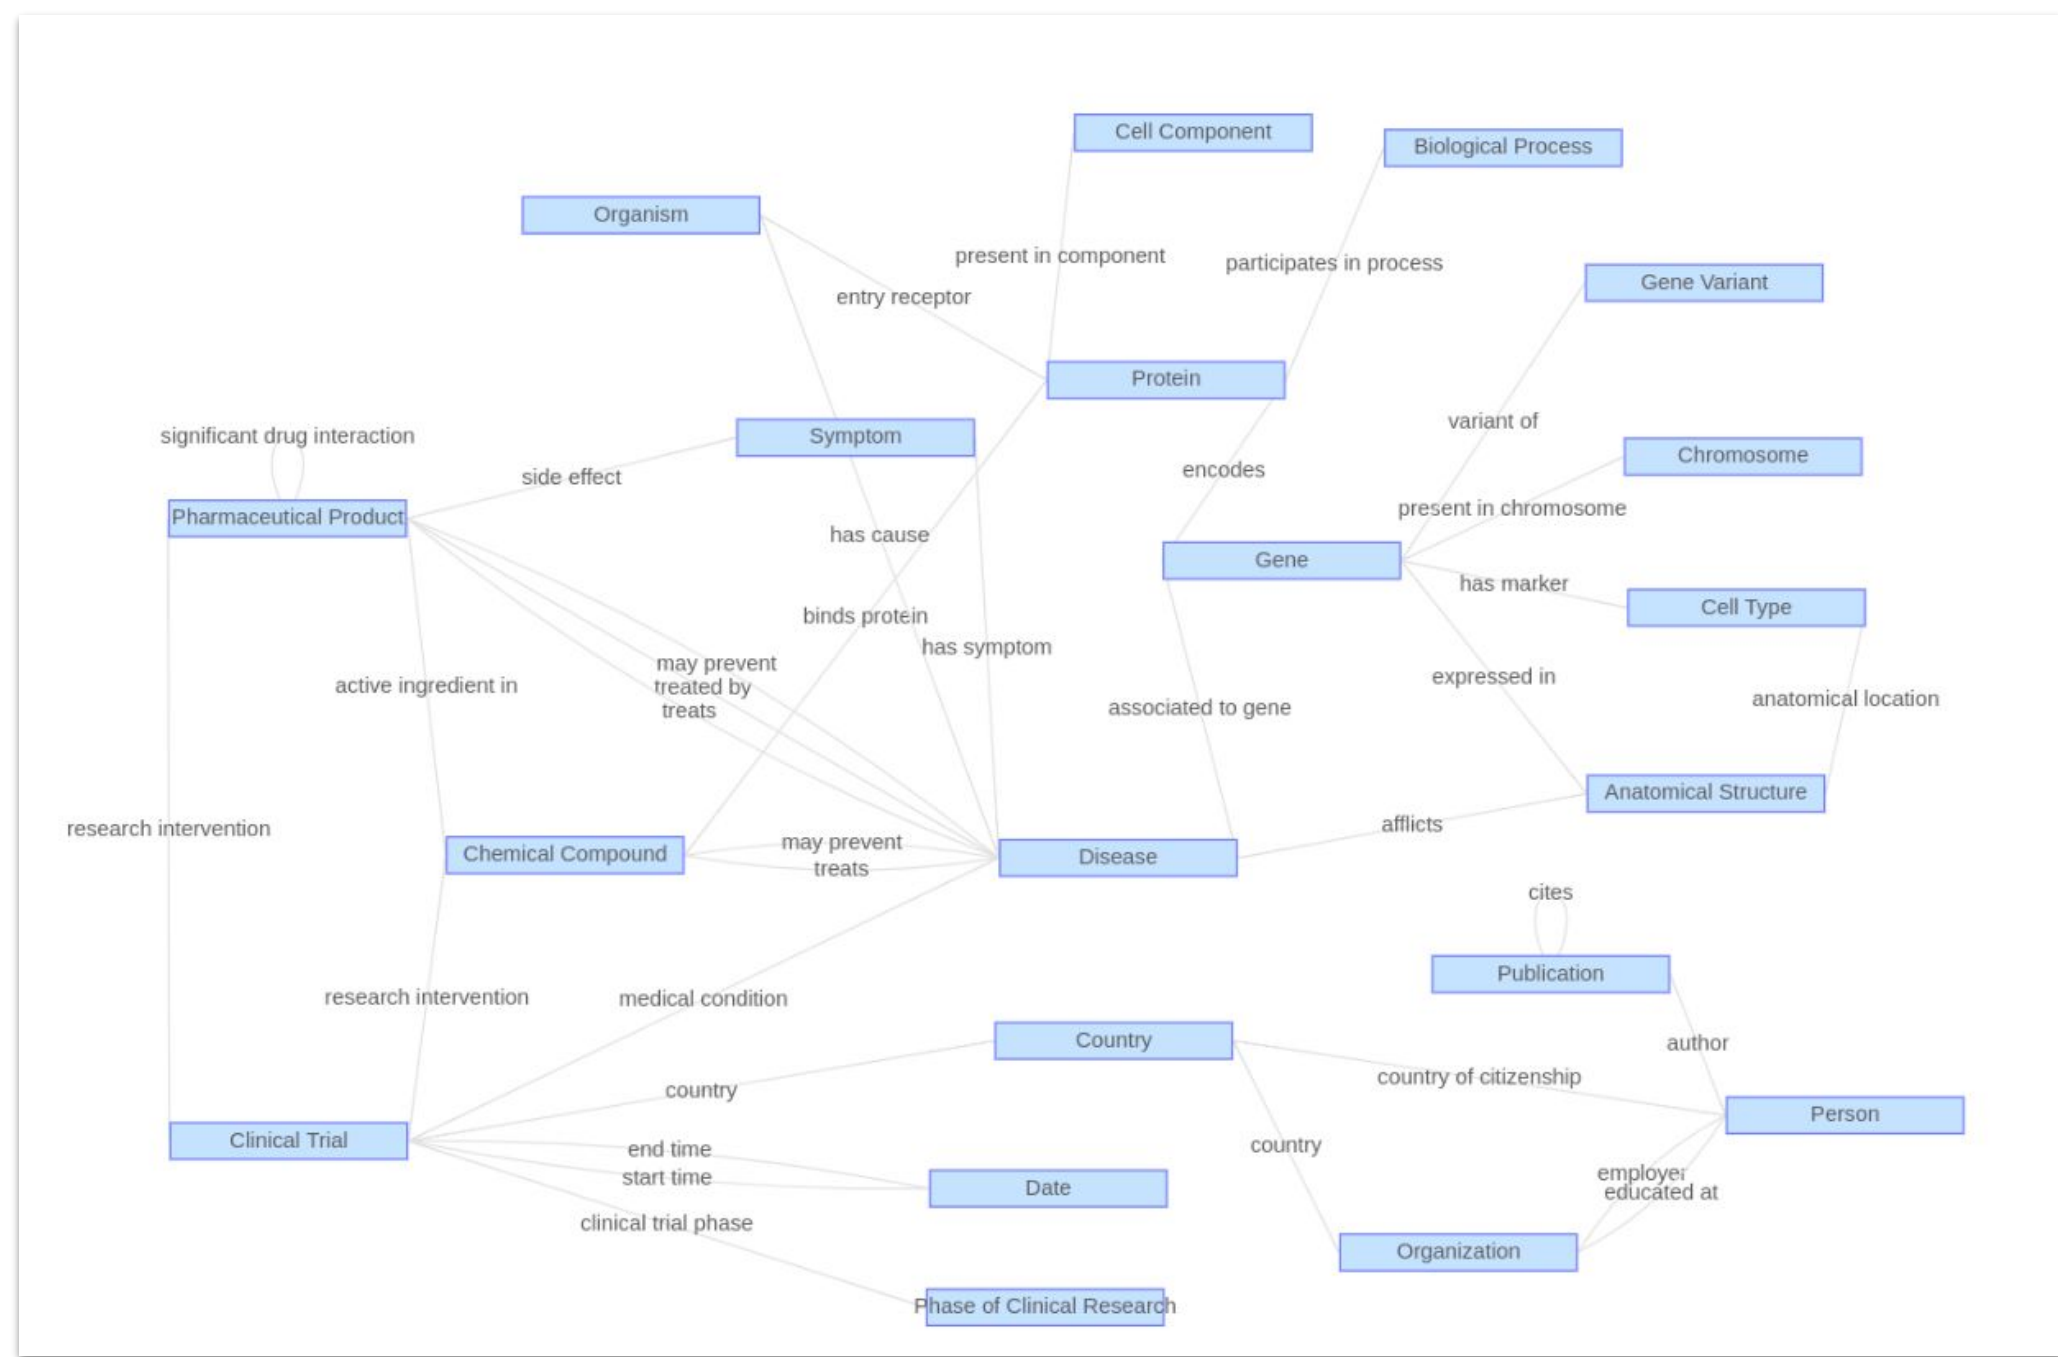 Cell Component
Biological Process
Organism
present in component
participates in process
Gene Variant
entry receptor
Protein
variant of
significant drug interaction
Symptom
Chromosome
side effect
encodes
Pharmaceutical Product
present in chromosome
has cause
Gene
has marker
Cell Type
binds protein
has symptom
may prevent
treated by
treats
active ingredient in
expressed in
anatomical location
associated to gene
Anatomical Structure
research intervention
afflicts
may prevent
treats
Chemical Compound
Disease
cites
Publication
research intervention
medical condition
Country
author
country of citizenship
country
Person
Clinical Trial
country
end time
start time
employer
educated at
Date
clinical trial phase
Organization
Phase of Clinical Research